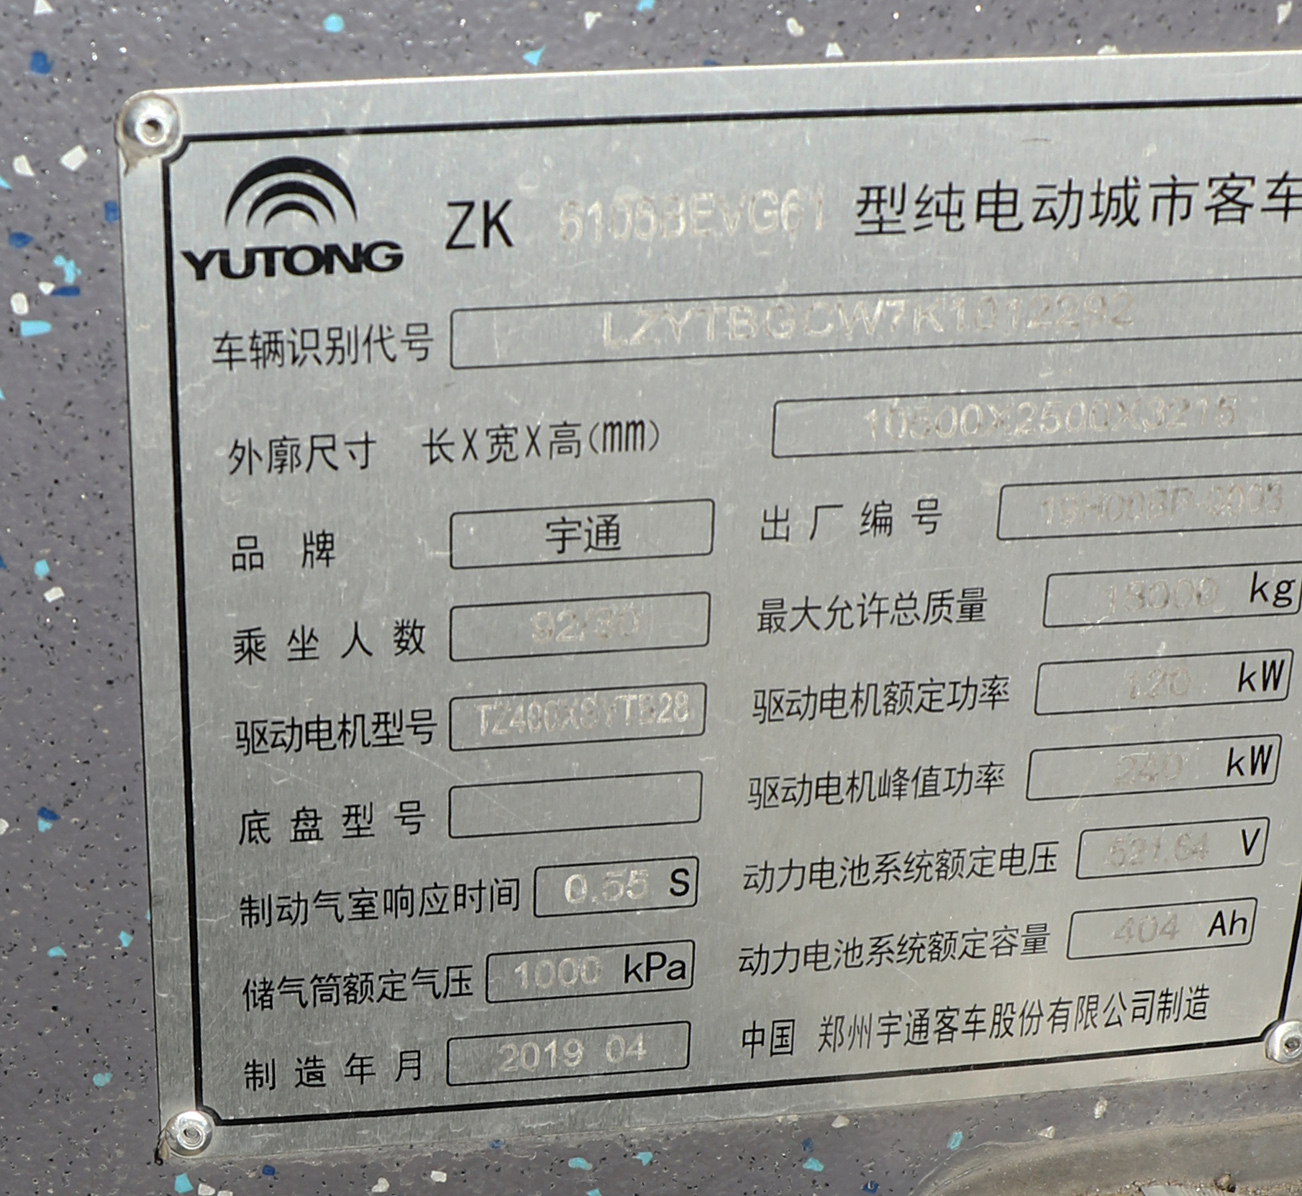 YUTONG ZK 6105BEVG61 型纯电动城市客车
车辆识别代号 LZYTBGCW7K1012292
外廓尺寸 长X宽X高(mm) 10500X2500X3215
品牌 宇通 出厂编号
乘坐人数 92/30 最大允许总质量 18000 kg
驱动电机型号 TZ400XSYTB28 驱动电机额定功率 120 kW
底盘型号 驱动电机峰值功率 240 kW
制动气室响应时间 0.55 S 动力电池系统额定电压 521.64 V
储气筒额定气压 1000 kPa 动力电池系统额定容量 404 Ah
制造年月 2019 04 中国 郑州宇通客车股份有限公司制造